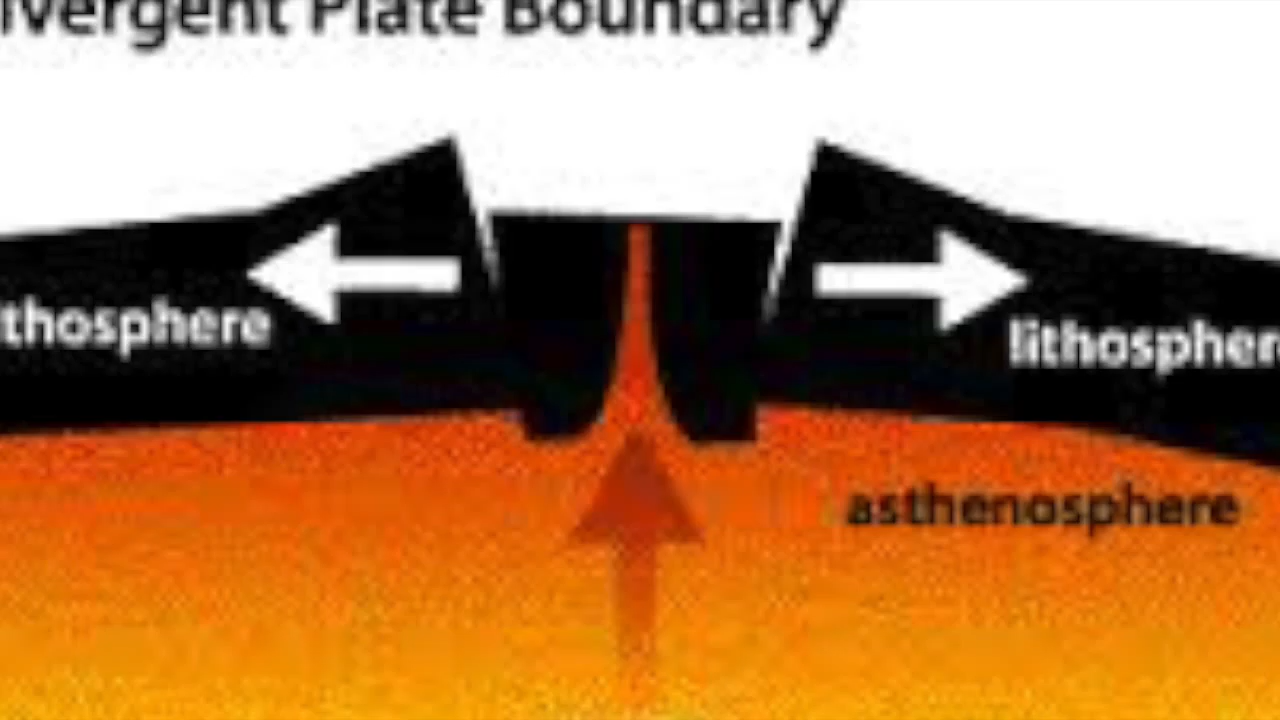 ivergent Plate Boundary
thosphere
lithospher
asthenosphere